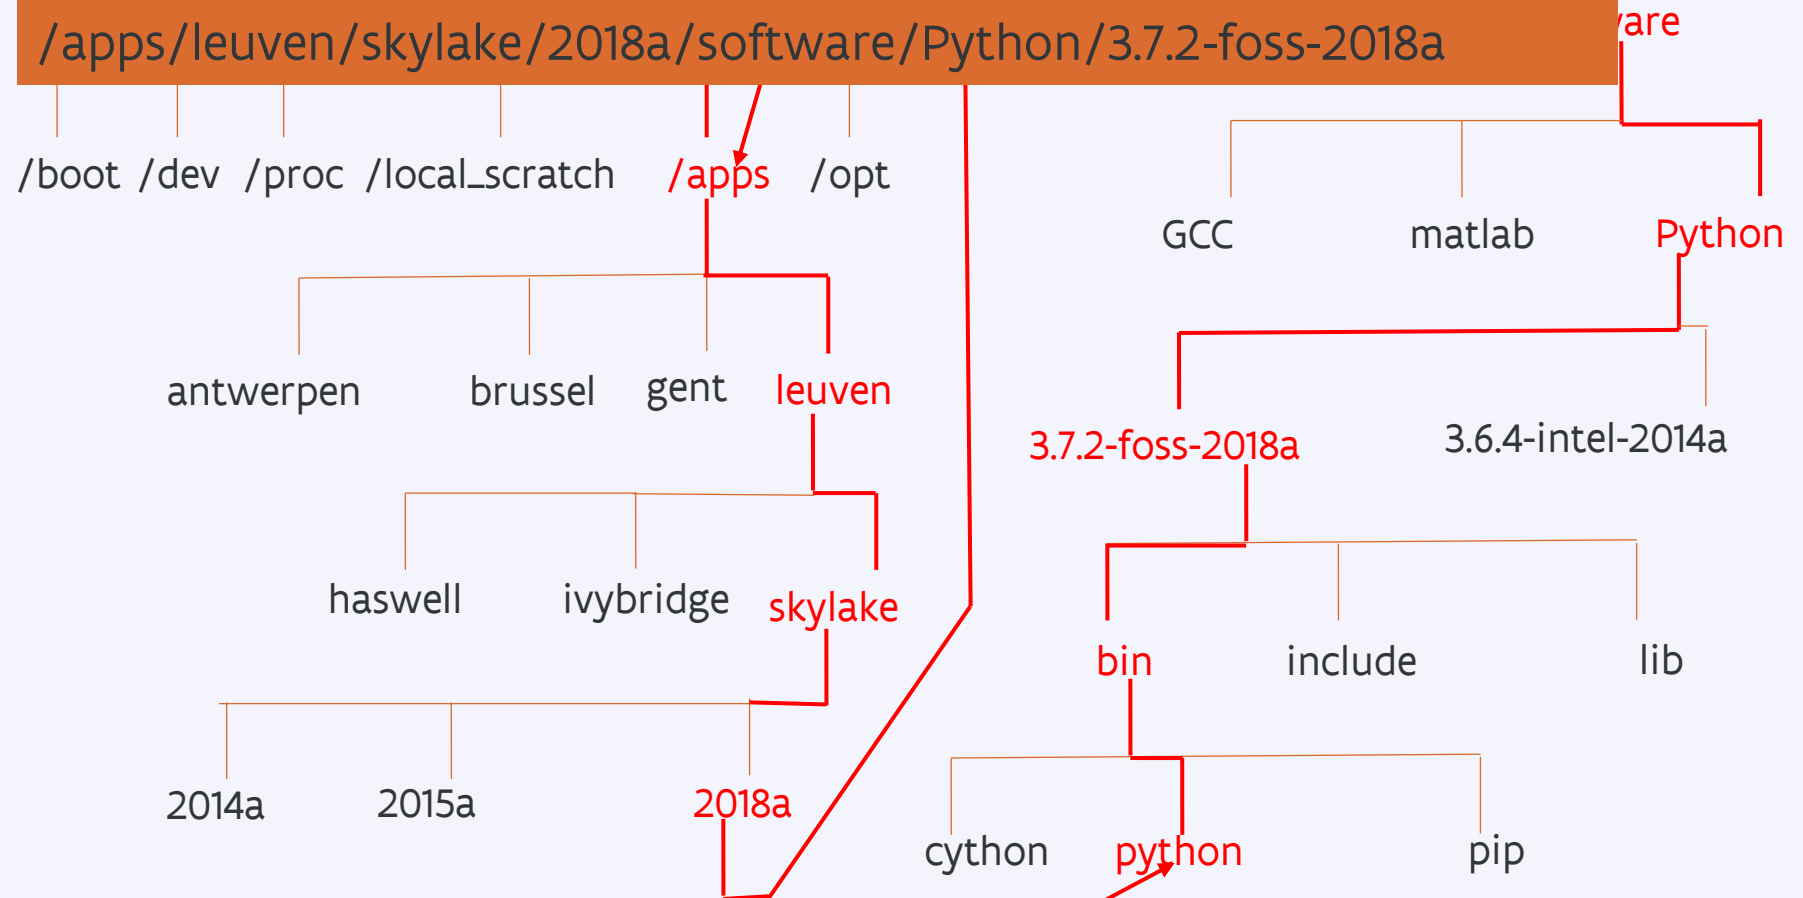 /apps/leuven/skylake/2018a/software/Python/3.7.2-foss-2018a
/boot /dev /proc /local_scratch /apps /opt
antwerpen brussel gent leuven
haswell ivybridge skylake
2014a 2015a 2018a
GCC matlab Python
3.7.2-foss-2018a 3.6.4-intel-2014a
bin include lib
cython python pip